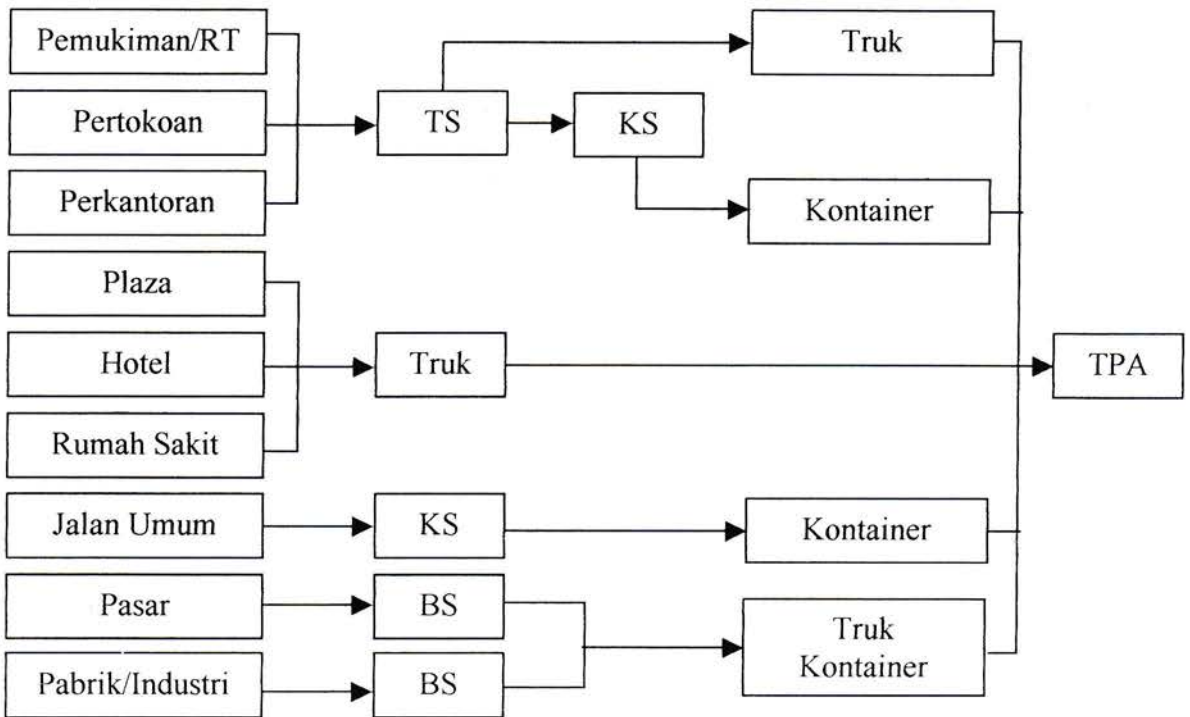 Pemukiman/RT
Pertokoan
Perkantoran
TS
KS
Truk
Kontainer
Plaza
Hotel
Rumah Sakit
Truk
TPA
Jalan Umum
KS
Kontainer
Pasar
BS
Pabrik/Industri
BS
Truk
Kontainer